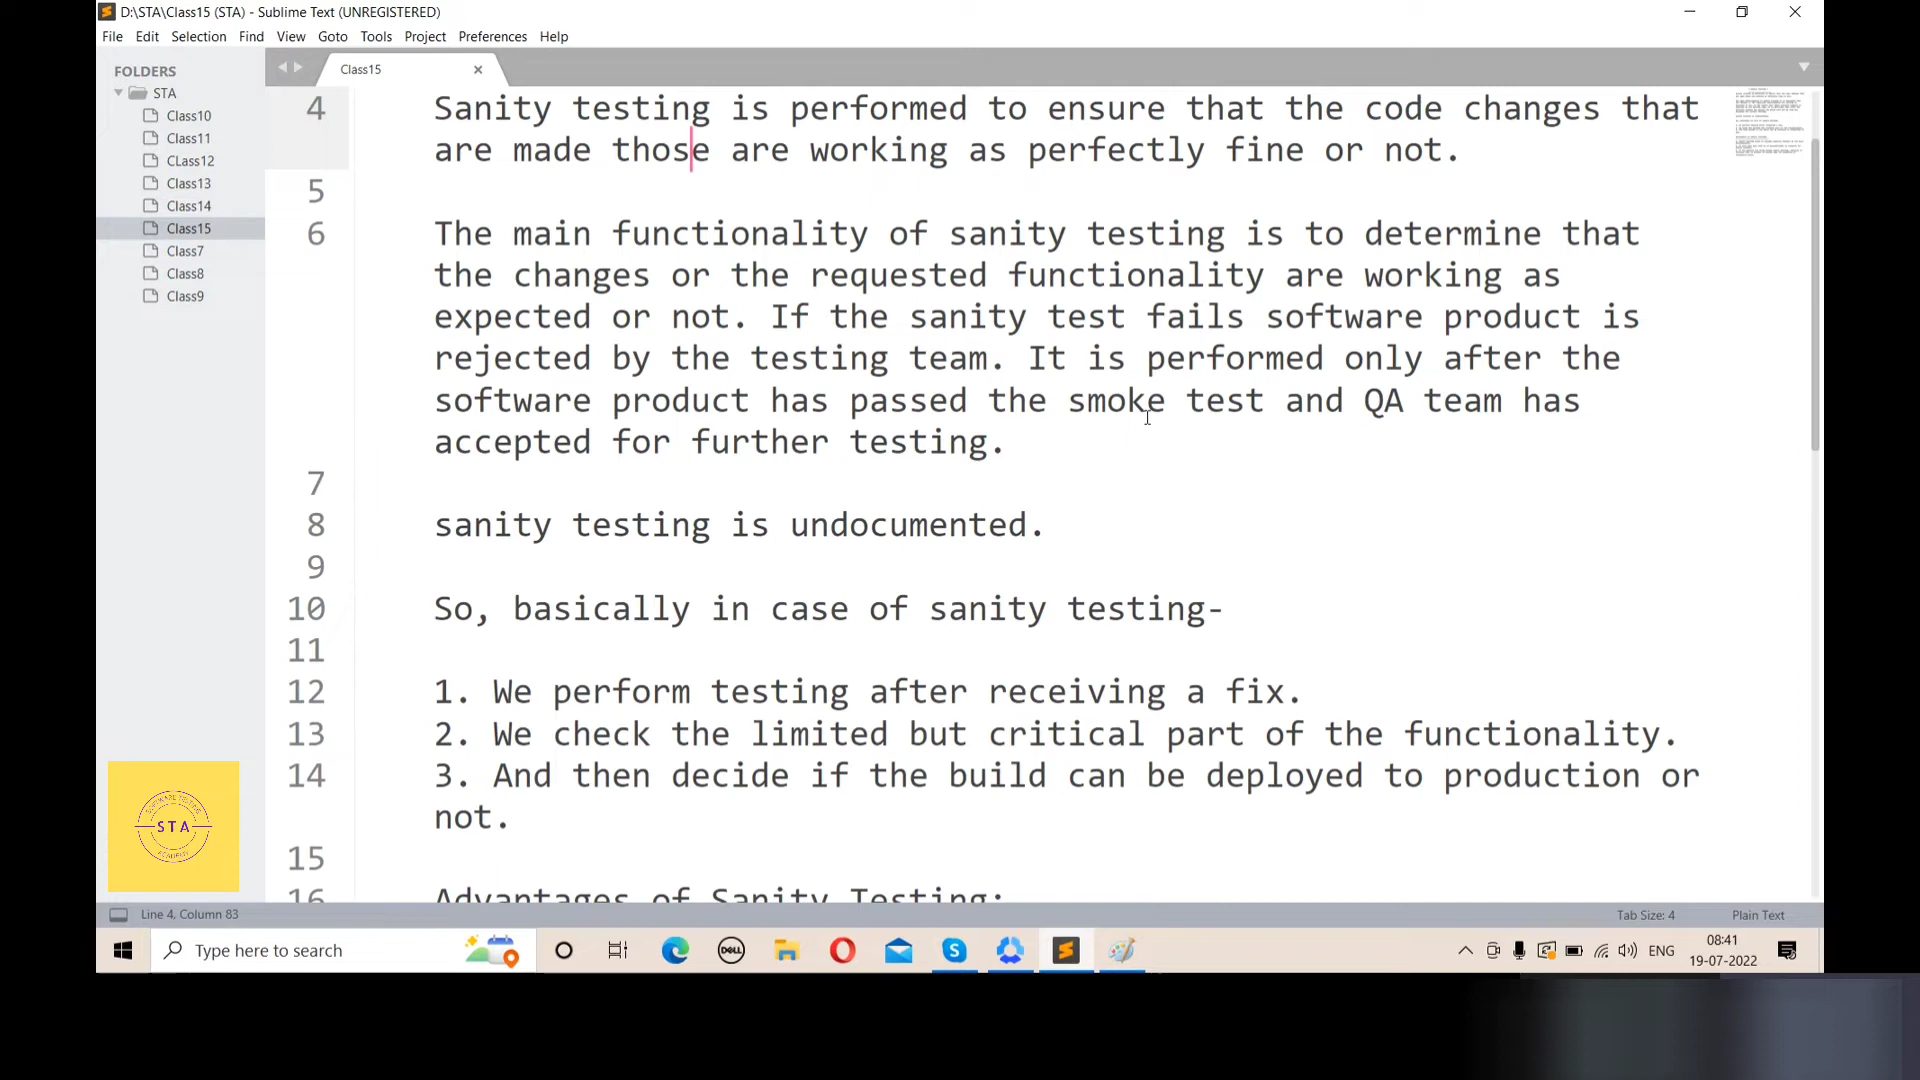 D:\STA\Class15 (STA) - Sublime Text (UNREGISTERED)
File Edit Selection Find View Goto Tools Project Preferences Help
FOLDERS
STA
Class10
Class11
CLass12
Class13
Class14
Class15
Class7
Class8
Class9
Class15
4 Sanity testing is performed to ensure that the code changes that
are made those are working as perfectly fine or not.
5
6 The main functionality of sanity testing is to determine that
the changes or the requested functionality are working as
expected or not. If the sanity test fails software product is
rejected by the testing team. It is performed only after the
software product has passed the smoke test and QA team has
accepted for further testing.
7
8 sanity testing is undocumented.
9
10 So, basically in case of sanity testing-
11
12 1. We perform testing after receiving a fix.
13 2. We check the limited but critical part of the functionality.
14 3. And then decide if the build can be deployed to production or
not.
15
16 Advantages of Sanity Testing:
SOFTWARE TESTING
STA
ACADEMY
Line 4, Column 83
Tab Size: 4 Plain Text
Type here to search
DELL
ENG
08:41
19-07-2022